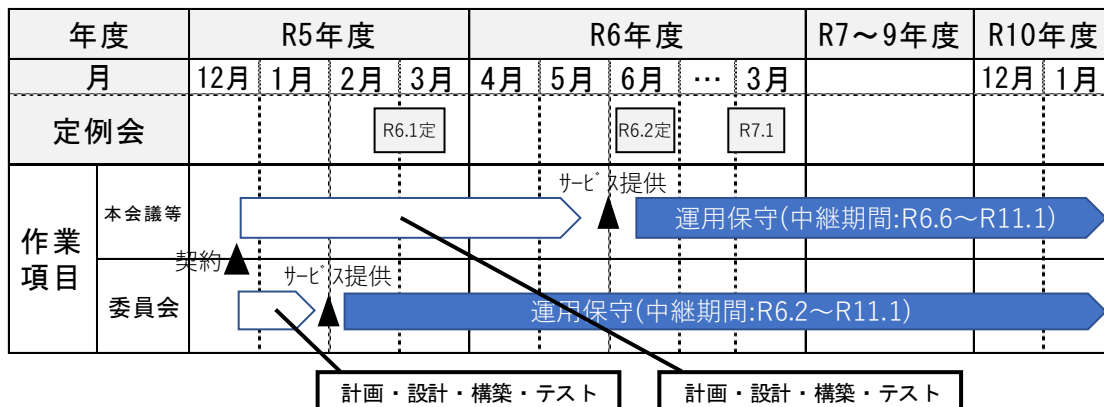 年度 R5年度 R6年度 R7～9年度 R10年度
月 12月 1月 2月 3月 4月 5月 6月 … 3月 12月 1月
定例会 R6.1定 R6.2定 R7.1
作業項目
本会議等 サービス提供 運用保守(中継期間:R6.6～R11.1)
契約
委員会 サービス提供 運用保守(中継期間:R6.2～R11.1)
計画・設計・構築・テスト 計画・設計・構築・テスト